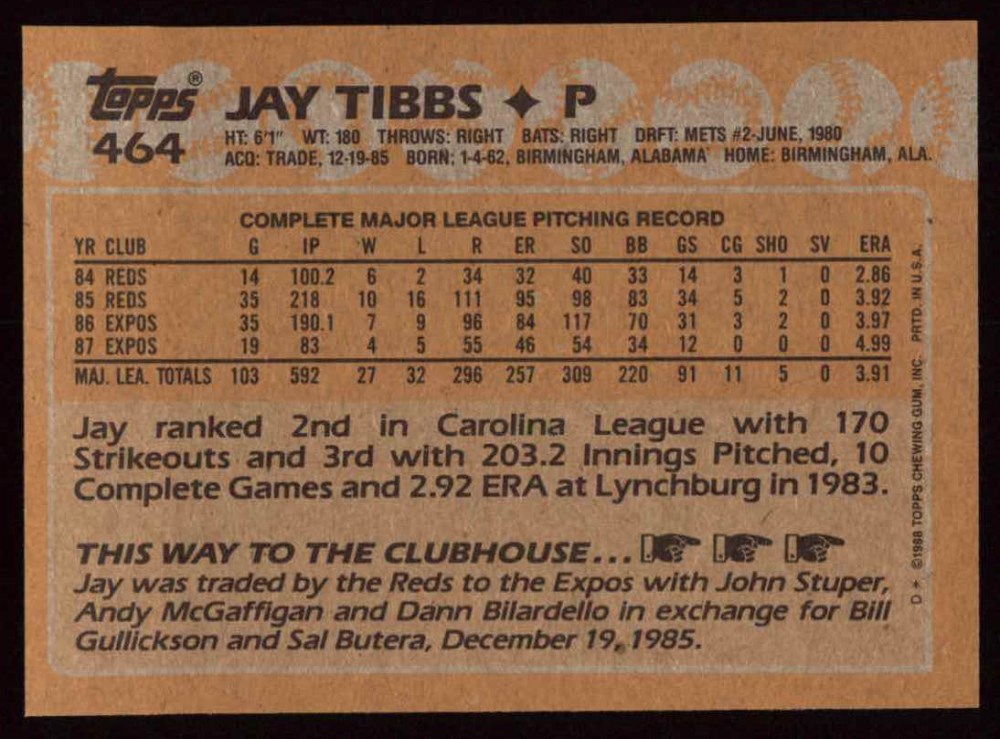 Topps® JAY TIBBS ✦ P
464 HT: 6'1" WT: 180 THROWS: RIGHT BATS: RIGHT DRFT: METS #2-JUNE, 1980
ACQ: TRADE, 12-19-85 BORN: 1-4-62, BIRMINGHAM, ALABAMA HOME: BIRMINGHAM, ALA.
COMPLETE MAJOR LEAGUE PITCHING RECORD
YR CLUB G IP W L R ER SO BB GS CG SHO SV ERA
84 REDS 14 100.2 6 2 34 32 40 33 14 3 1 0 2.86
85 REDS 35 218 10 16 111 95 98 83 34 5 2 0 3.92
86 EXPOS 35 190.1 7 9 96 84 117 70 31 3 2 0 3.97
87 EXPOS 19 83 4 5 55 46 54 34 12 0 0 0 4.99
MAJ. LEA. TOTALS 103 592 27 32 296 257 309 220 91 11 5 0 3.91
Jay ranked 2nd in Carolina League with 170
Strikeouts and 3rd with 203.2 Innings Pitched, 10
Complete Games and 2.92 ERA at Lynchburg in 1983.
THIS WAY TO THE CLUBHOUSE...
Jay was traded by the Reds to the Expos with John Stuper,
Andy McGaffigan and Dann Bilardello in exchange for Bill
Gullickson and Sal Butera, December 19, 1985.
D* ©1988 TOPPS CHEWING GUM, INC. PRTD. IN U.S.A.